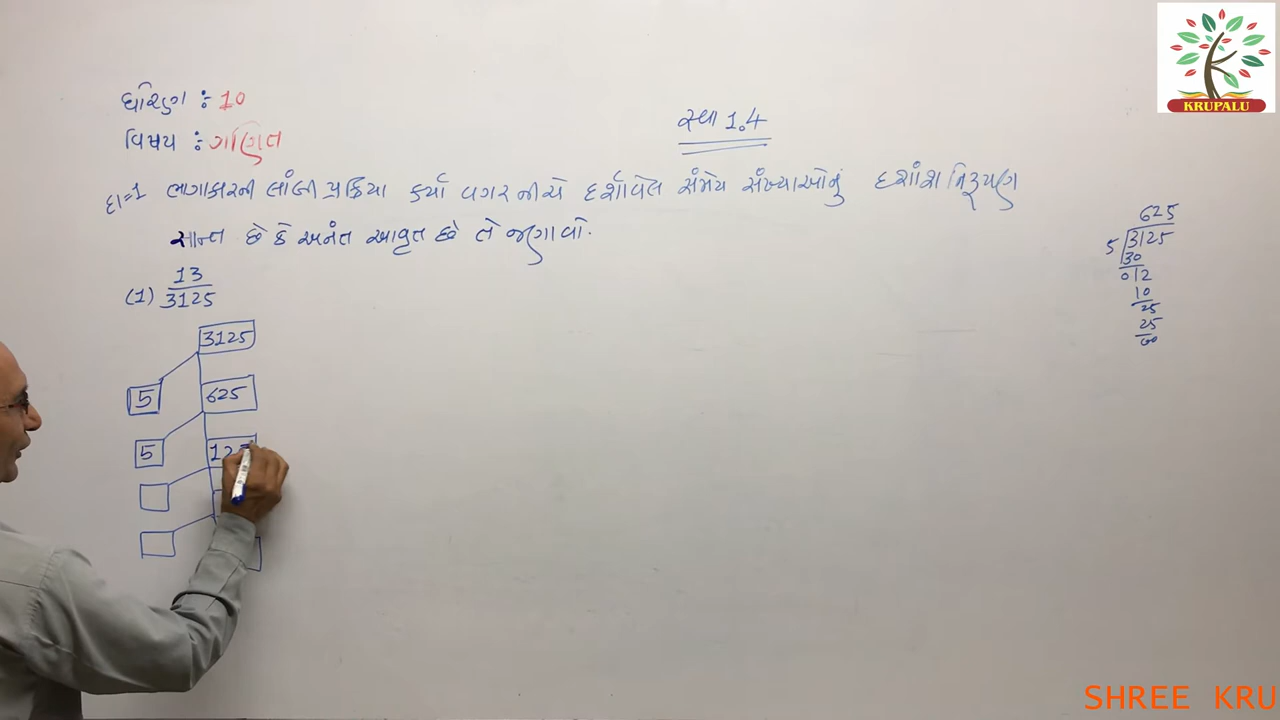 ધોરણ : 10
વિષય : ગણિત
સ્વા 1.4
દા=1 ભાગાકારની લાંબી પ્રક્રિયા કર્યા વગર નીચે દર્શાવેલ સંમેય સંખ્યાઓનું દશાંશ નિરૂપણ
સાન્ત છે કે અનંત આવૃત છે તે જણાવો.
(1) 13
3125
3125
5 625
5 125
625
5 3125
30
012
10
25
25
00
KRUPALU
SHREE KRU